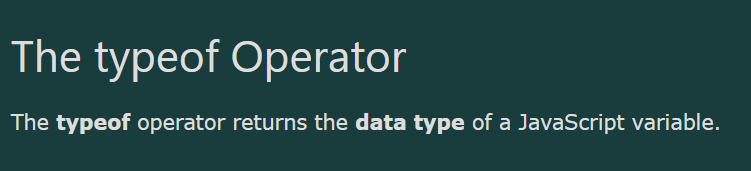 The typeof Operator
The typeof operator returns the data type of a JavaScript variable.